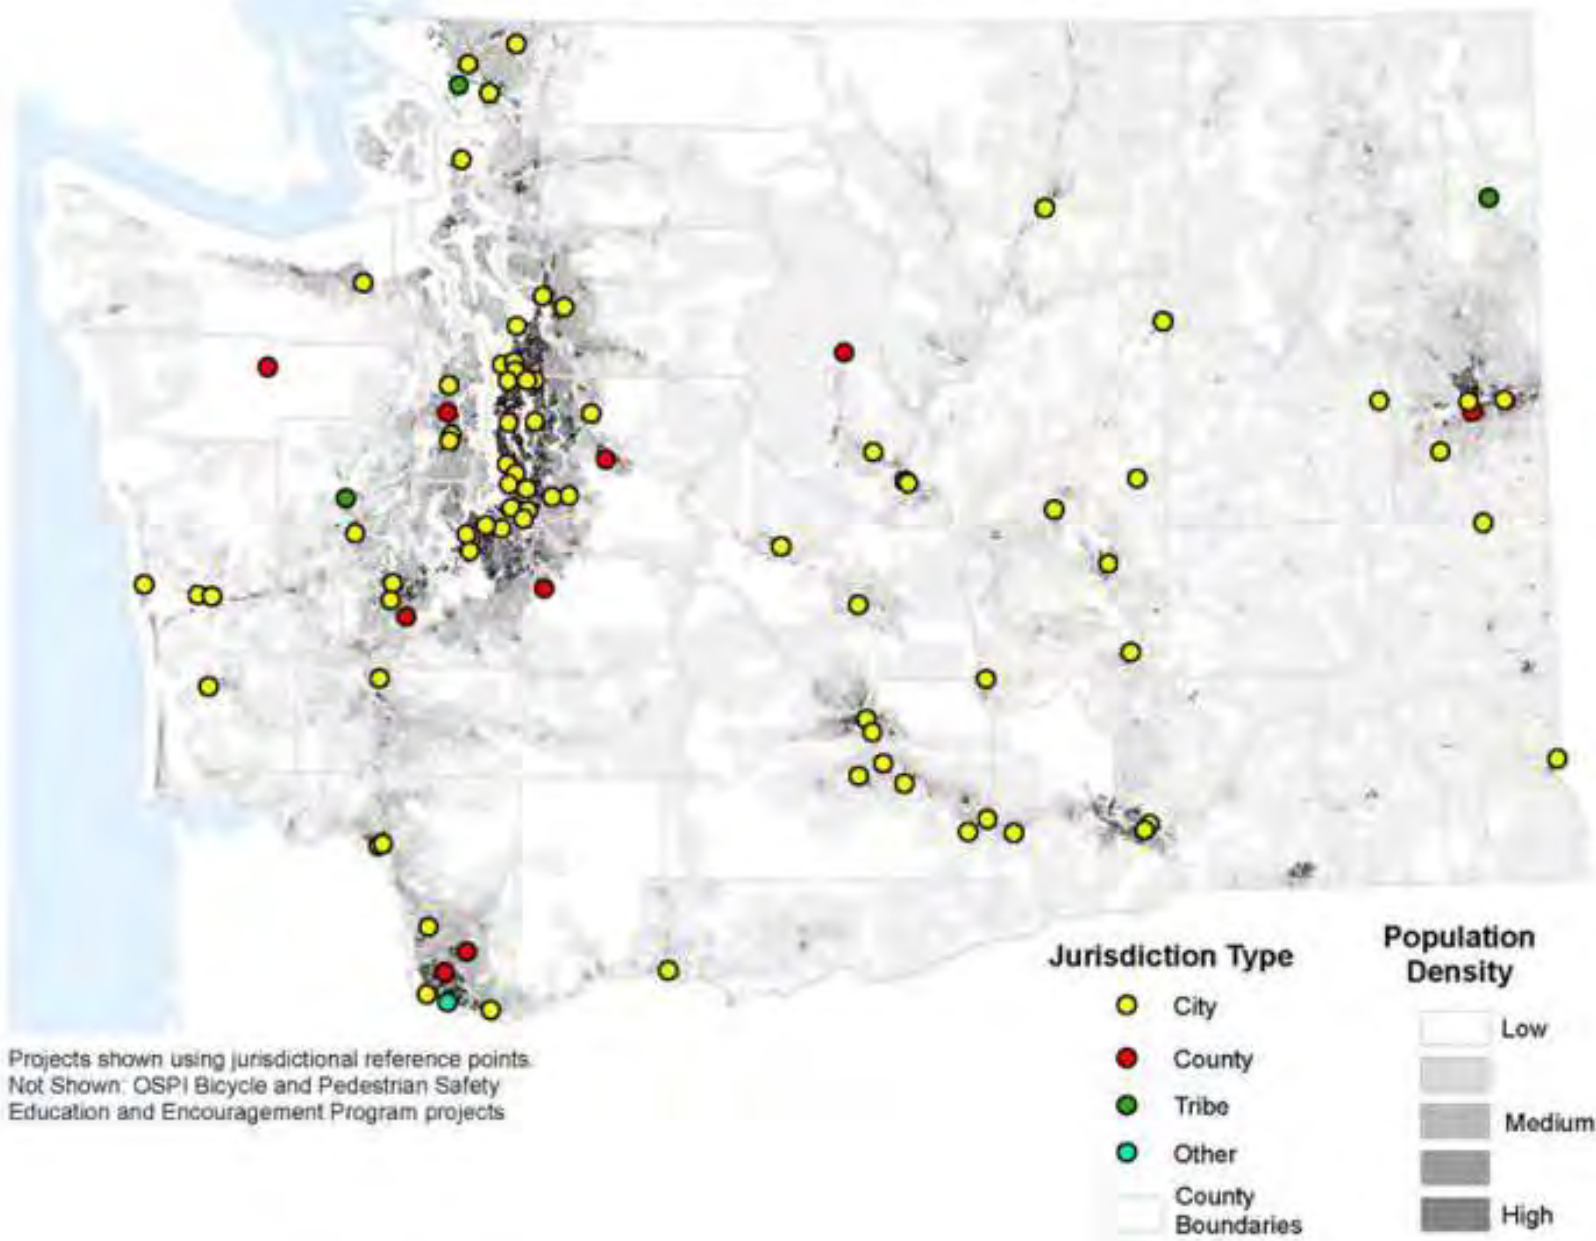 Projects shown using jurisdictional reference points.
Not Shown: OSPI Bicycle and Pedestrian Safety
Education and Encouragement Program projects
Jurisdiction Type
City
County
Tribe
Other
County
Boundaries
Population
Density
Low
Medium
High